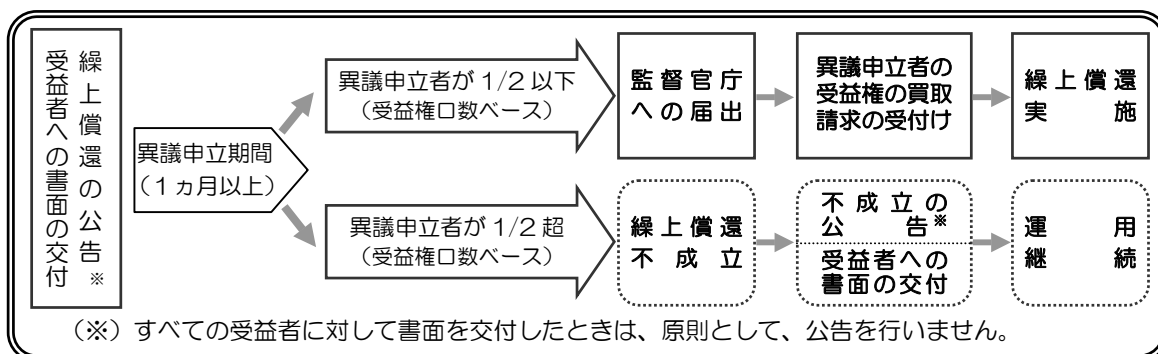 繰上償還の公告※
受益者への書面の交付
異議申立期間
（１ヵ月以上）
異議申立者が 1/2 以下
（受益権口数ベース）
監督官庁
への届出
異議申立者の
受益権の買取
請求の受付け
繰上償還
実施
異議申立者が 1/2 超
（受益権口数ベース）
繰上償還
不成立
不成立の
公告※
受益者への
書面の交付
運用
継続
（※）すべての受益者に対して書面を交付したときは、原則として、公告を行いません。